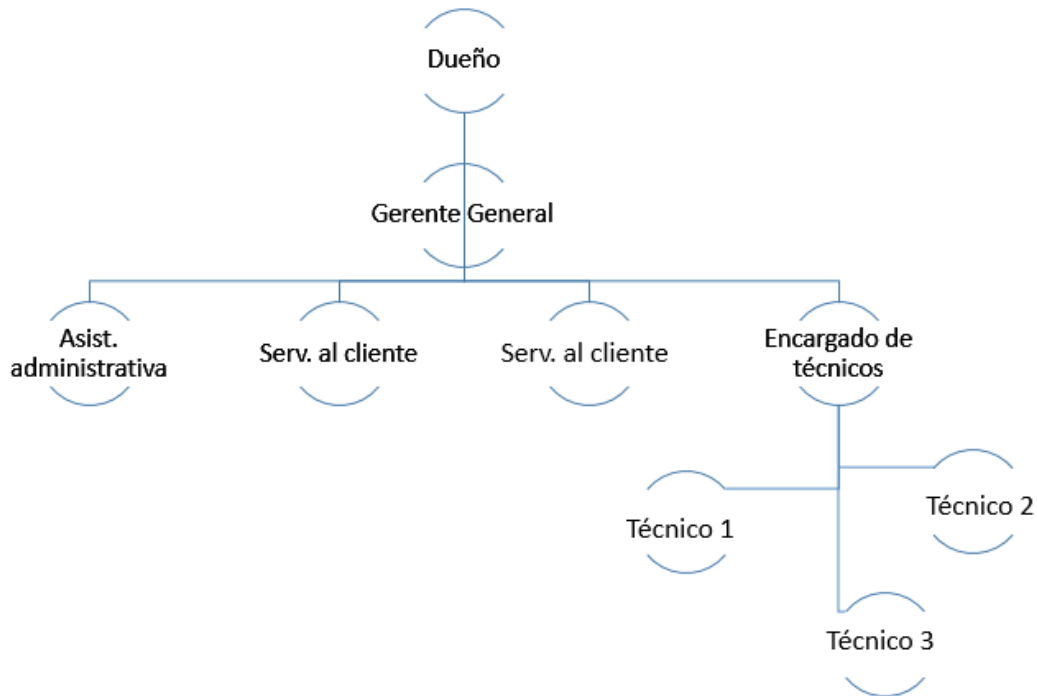 Dueño
Gerente General
Asist.
administrativa
Serv. al cliente
Serv. al cliente
Encargado de
técnicos
Técnico 1
Técnico 2
Técnico 3